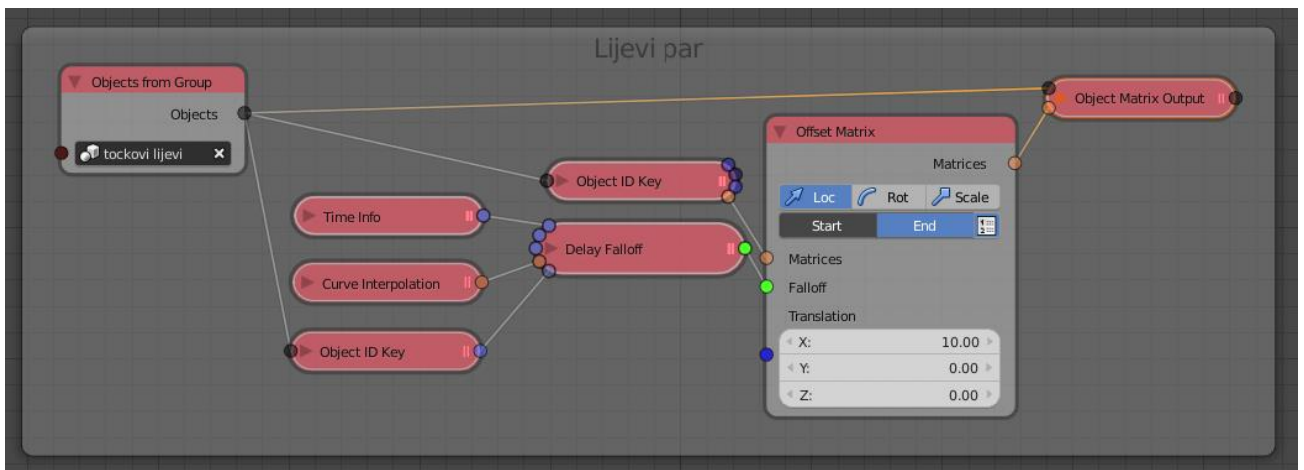 Lijevi par
Objects from Group
Objects
tockovi lijevi
Time Info
Curve Interpolation
Object ID Key
Object ID Key
Delay Falloff
Offset Matrix
Matrices
Loc Rot Scale
Start End
Matrices
Falloff
Translation
X: 10.00
Y: 0.00
Z: 0.00
Object Matrix Output